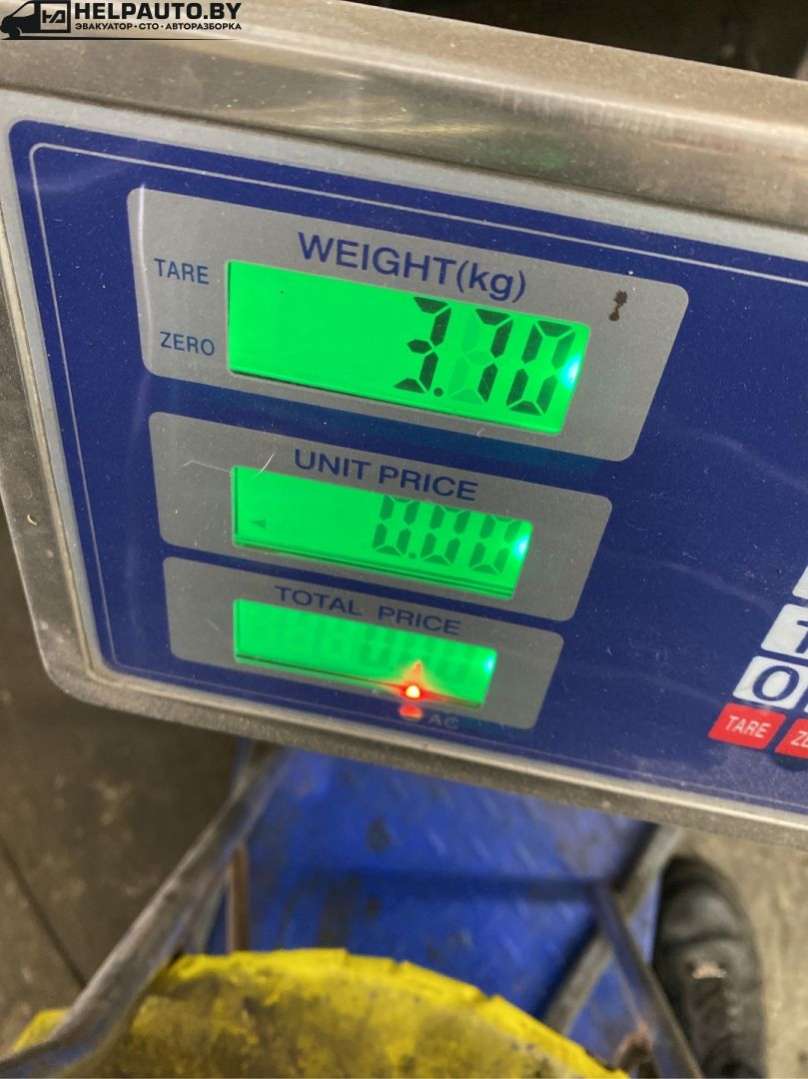 HELPAUTO.BY
ЭВАКУАТОР • СТО • АВТОРАЗБОРКА
WEIGHT(kg)
TARE
3.70
ZERO
UNIT PRICE
0.00
TOTAL PRICE
AC
0
TARE